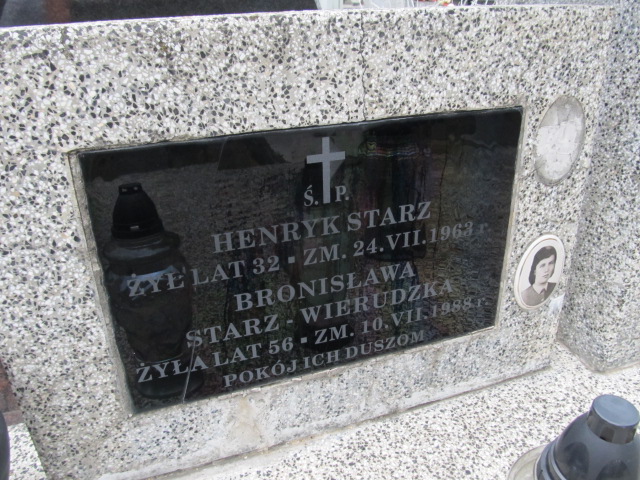 Ś. P.
HENRYK STARZ
ŻYŁ LAT 32 ▪ ZM. 24.VII.1963 r.
BRONISŁAWA
STARZ - WIERUDZKA
ŻYŁA LAT 56 ▪ ZM. 10.VII.1988 r.
POKÓJ ICH DUSZOM